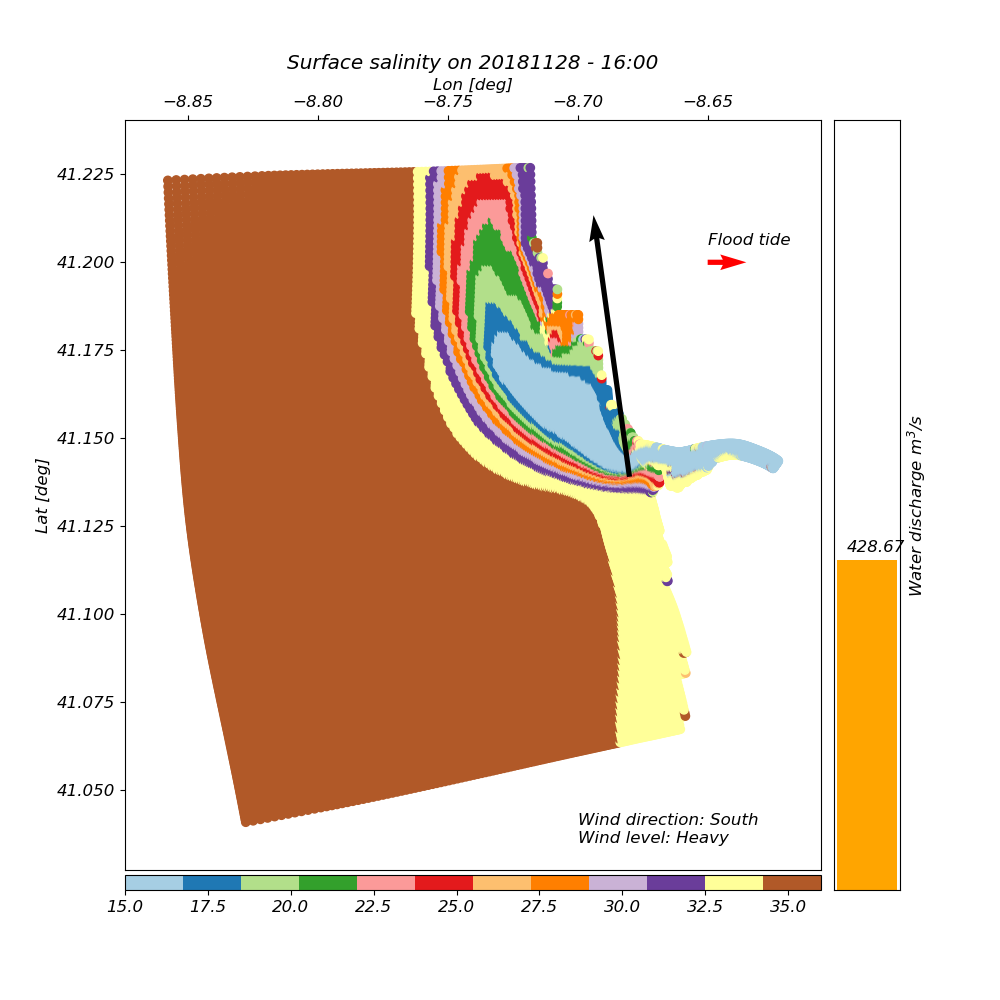 Surface salinity on 20181128 - 16:00
Lon [deg]
−8.85 −8.80 −8.75 −8.70 −8.65
41.225
41.200
41.175
41.150
41.125
41.100
41.075
41.050
Lat [deg]
Flood tide
Wind direction: South
Wind level: Heavy
428.67
Water discharge m³/s
15.0 17.5 20.0 22.5 25.0 27.5 30.0 32.5 35.0